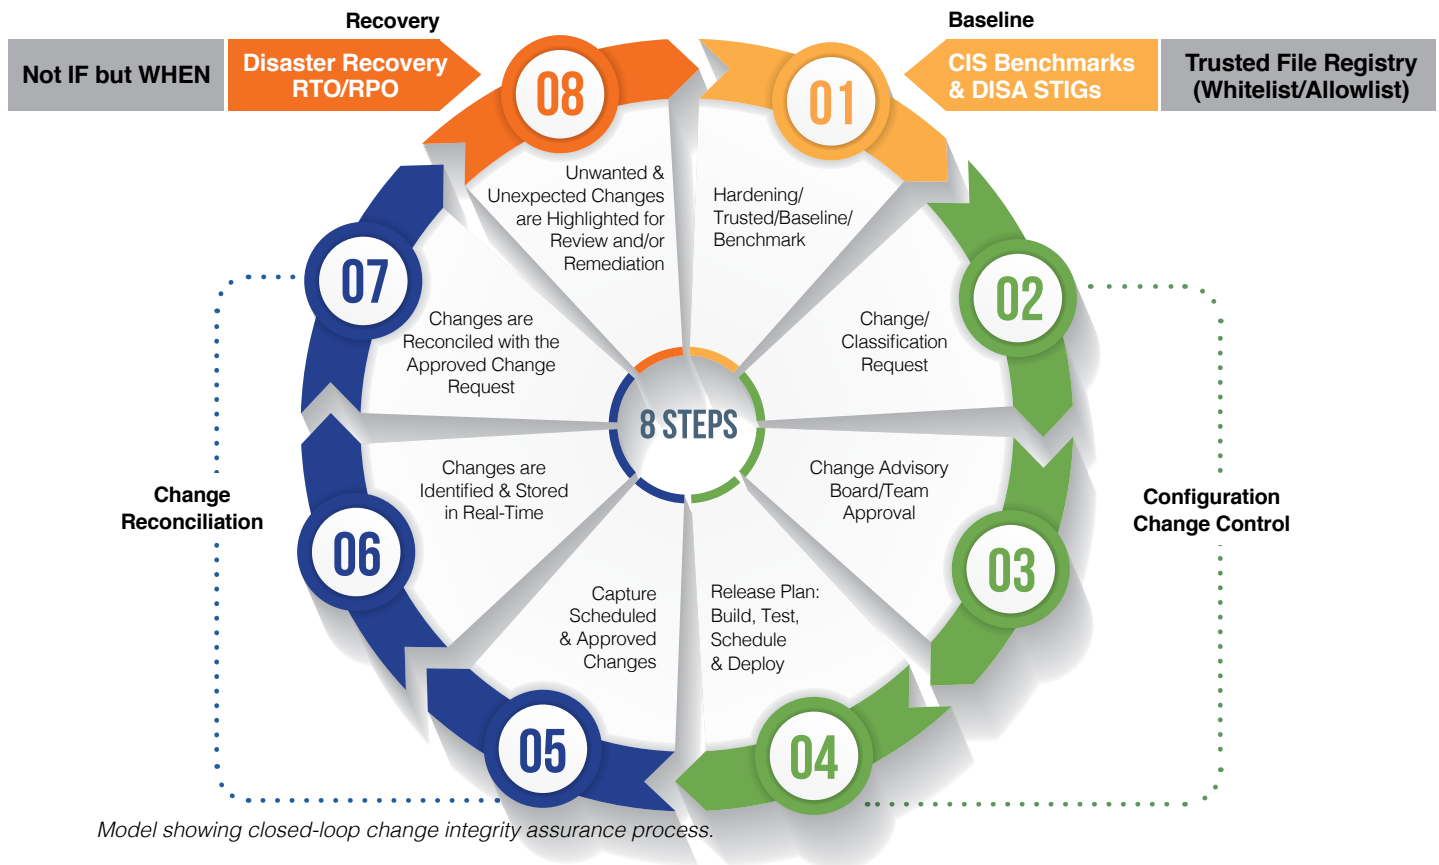 Recovery
Baseline
Not IF but WHEN
Disaster Recovery
RTO/RPO
CIS Benchmarks
& DISA STIGs
Trusted File Registry
(Whitelist/Allowlist)
01
Hardening/
Trusted/Baseline/
Benchmark
02
Change/
Classification
Request
03
Change Advisory
Board/Team
Approval
04
Release Plan:
Build, Test,
Schedule
& Deploy
05
Capture
Scheduled
& Approved
Changes
06
Changes are
Identified & Stored
in Real-Time
07
Changes are
Reconciled with the
Approved Change
Request
08
Unwanted &
Unexpected Changes
are Highlighted for
Review and/or
Remediation
8 STEPS
Change
Reconciliation
Configuration
Change Control
Model showing closed-loop change integrity assurance process.